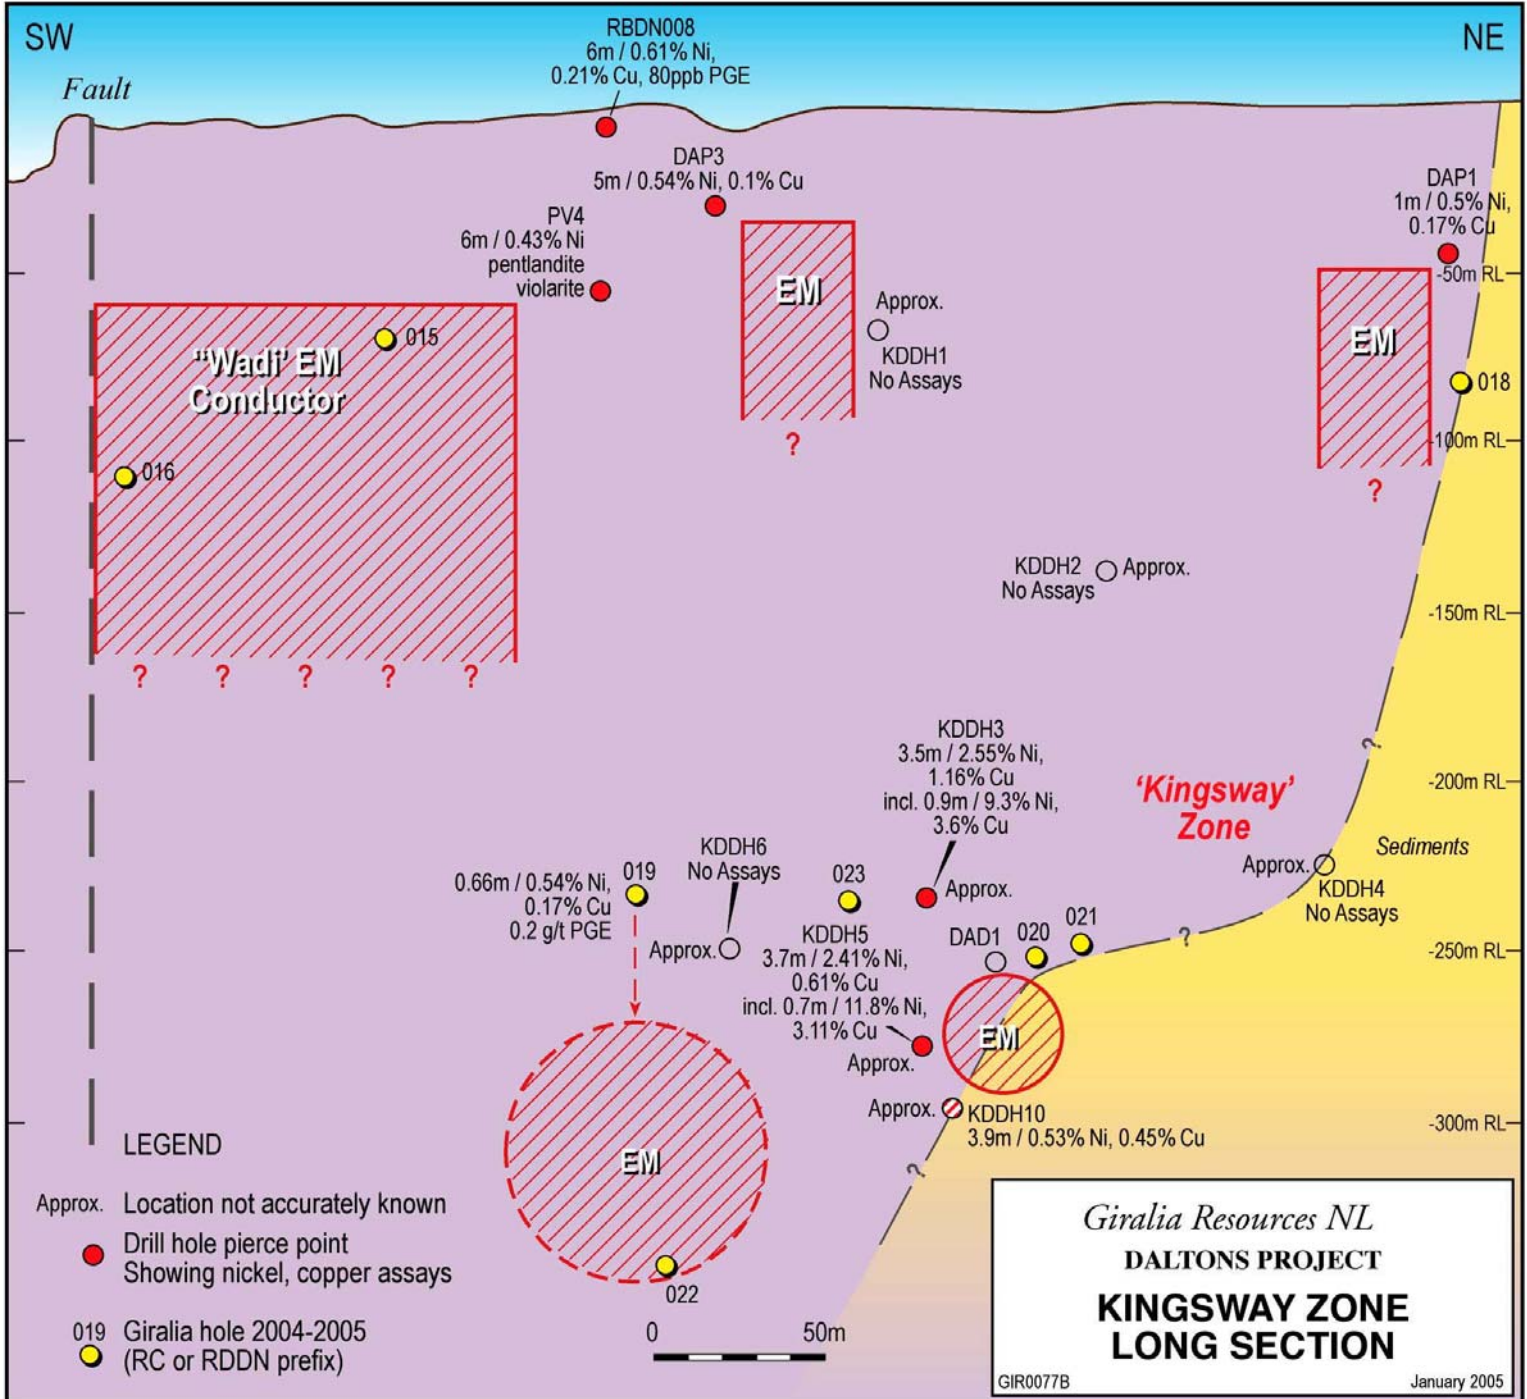 SW
NE
Fault
RBDN008
6m / 0.61% Ni,
0.21% Cu, 80ppb PGE
DAP3
5m / 0.54% Ni, 0.1% Cu
PV4
6m / 0.43% Ni
pentlandite
violarite
DAP1
1m / 0.5% Ni,
0.17% Cu
-50m RL
EM
Approx.
KDDH1
No Assays
EM
"Wadi' EM
Conductor
015
016
018
-100m RL
?
?
KDDH2
No Assays
Approx.
-150m RL
? ? ? ? ?
KDDH3
3.5m / 2.55% Ni,
1.16% Cu
incl. 0.9m / 9.3% Ni,
3.6% Cu
Approx.
?
-200m RL
'Kingsway'
Zone
Sediments
Approx.
KDDH4
No Assays
0.66m / 0.54% Ni,
0.17% Cu
0.2 g/t PGE
019
KDDH6
No Assays
Approx.
023
KDDH5
3.7m / 2.41% Ni,
0.61% Cu
incl. 0.7m / 11.8% Ni,
3.11% Cu
Approx.
DAD1
020
021
?
-250m RL
EM
Approx.
KDDH10
3.9m / 0.53% Ni, 0.45% Cu
-300m RL
?
EM
022
LEGEND
Approx. Location not accurately known
Drill hole pierce point
Showing nickel, copper assays
019 Giralia hole 2004-2005
(RC or RDDN prefix)
0 50m
Giralia Resources NL
DALTONS PROJECT
KINGSWAY ZONE
LONG SECTION
GIR0077B
January 2005